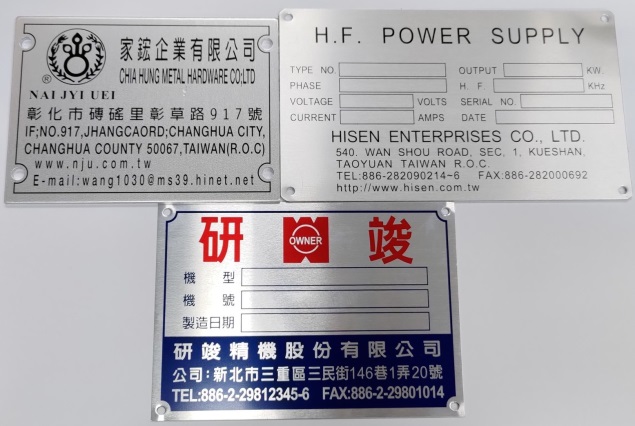 家鋐企業有限公司
CHIA HUNG METAL HARDWARE CO;LTD
®
NAI JYI UEI
彰化市磚磘里彰草路917號
IF;NO.917,JHANGCAORD;CHANGHUA CITY,
CHANGHUA COUNTY 50067,TAIWAN(R.O.C)
www.nju.com.tw
E-mail:wang1030@ms39.hinet.net
H.F. POWER SUPPLY
TYPE NO. OUTPUT KW.
PHASE H. F. KHz
VOLTAGE VOLTS SERIAL NO.
CURRENT AMPS DATE
HISEN ENTERPRISES CO., LTD.
540. WAN SHOU ROAD, SEC, 1, KUESHAN,
TAOYUAN TAIWAN R.O.C.
TEL:886-282090214~6 FAX:886-282000692
http://www.hisen.com.tw
研 OWNER 竣
機型
機號
製造日期
研竣精機股份有限公司
公司:新北市三重區三民街146巷1弄20號
TEL:886-2-29812345-6 FAX:886-2-29801014